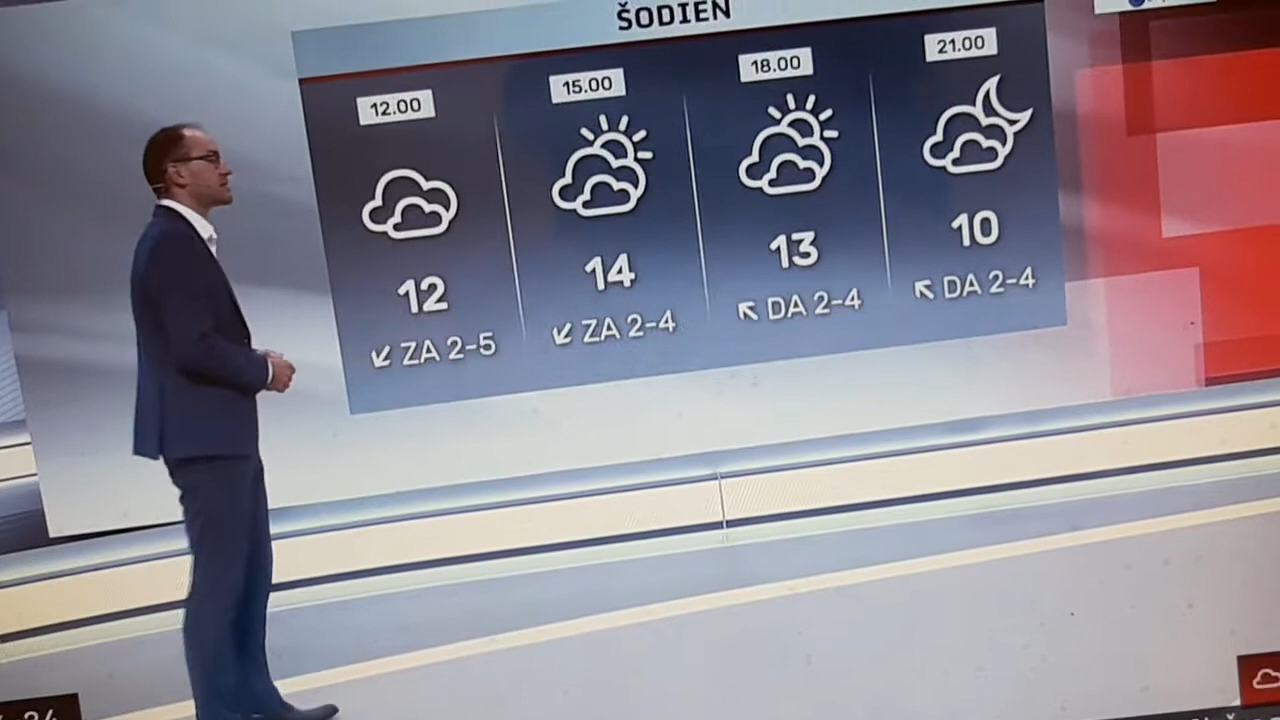 ŠODIEN
12.00
15.00
18.00
21.00
12
14
13
10
ZA 2-5
ZA 2-4
DA 2-4
DA 2-4